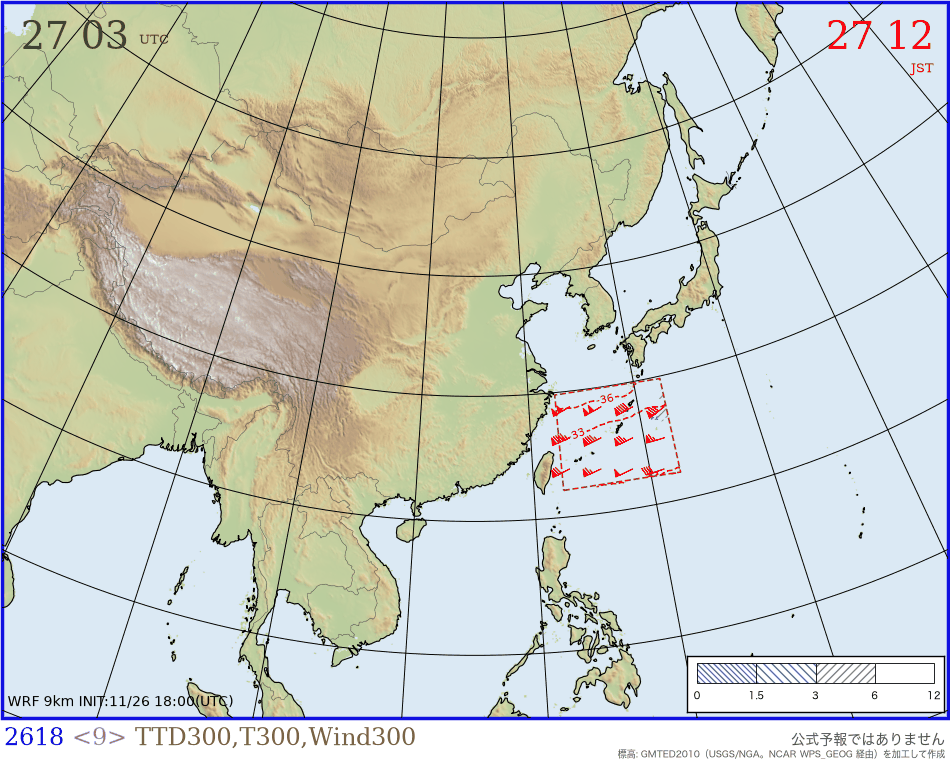 27 03 UTC
27 12
JST
-36
-33
WRF 9km INIT:11/26 18:00(UTC)
0 1.5 3 6 12
2618 <9> TTD300,T300,Wind300
公式予報ではありません
標高: GMTED2010（USGS/NGA。NCAR WPS_GEOG 経由）を加工して作成